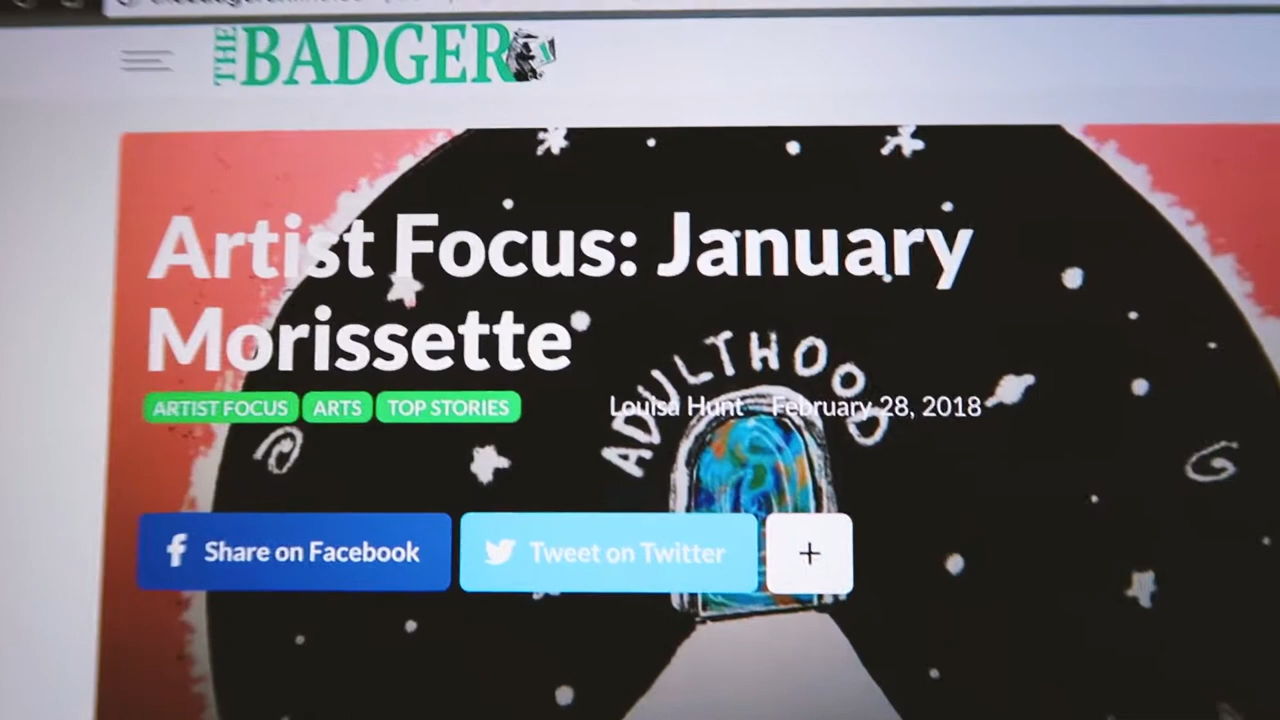 THE BADGER
Artist Focus: January
Morissette
ARTIST FOCUS ARTS TOP STORIES Louisa Hunt February 28, 2018
ADULTHOOD
Share on Facebook Tweet on Twitter +